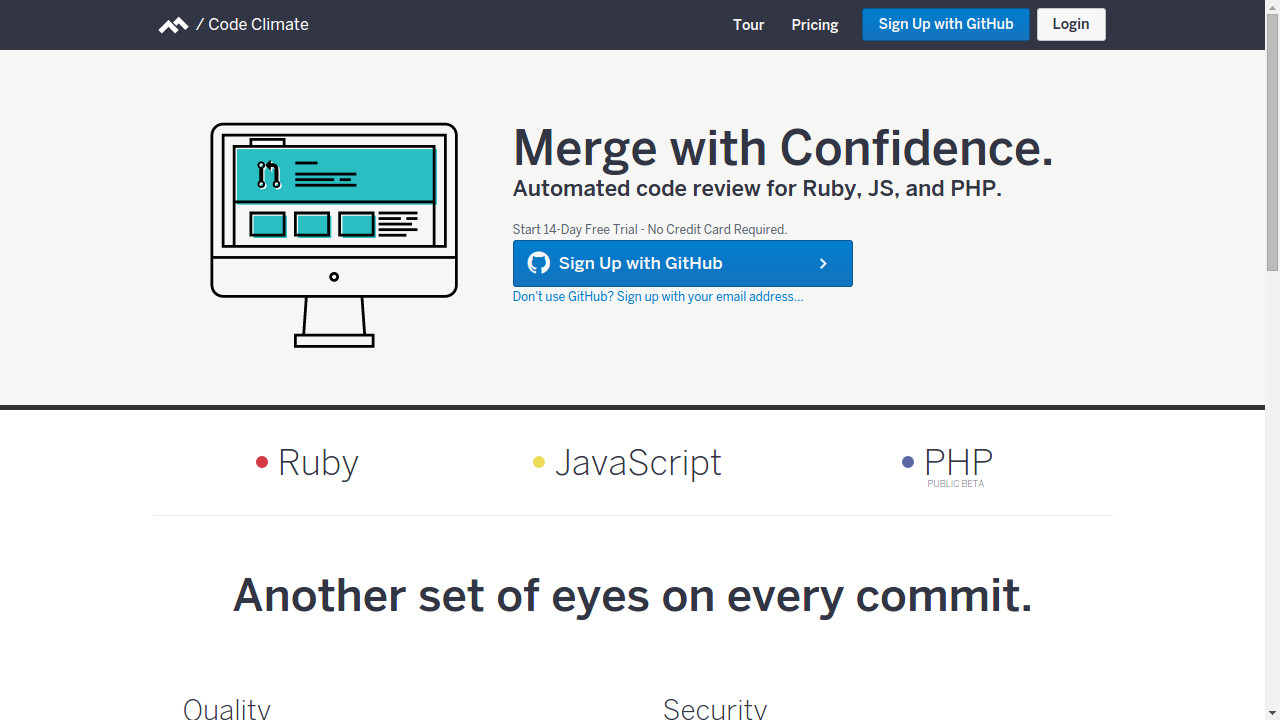 / Code Climate
Tour
Pricing
Sign Up with GitHub
Login
Merge with Confidence.
Automated code review for Ruby, JS, and PHP.
Start 14-Day Free Trial - No Credit Card Required.
Sign Up with GitHub
Don't use GitHub? Sign up with your email address...
Ruby
JavaScript
PHP
PUBLIC BETA
Another set of eyes on every commit.
Quality
Security